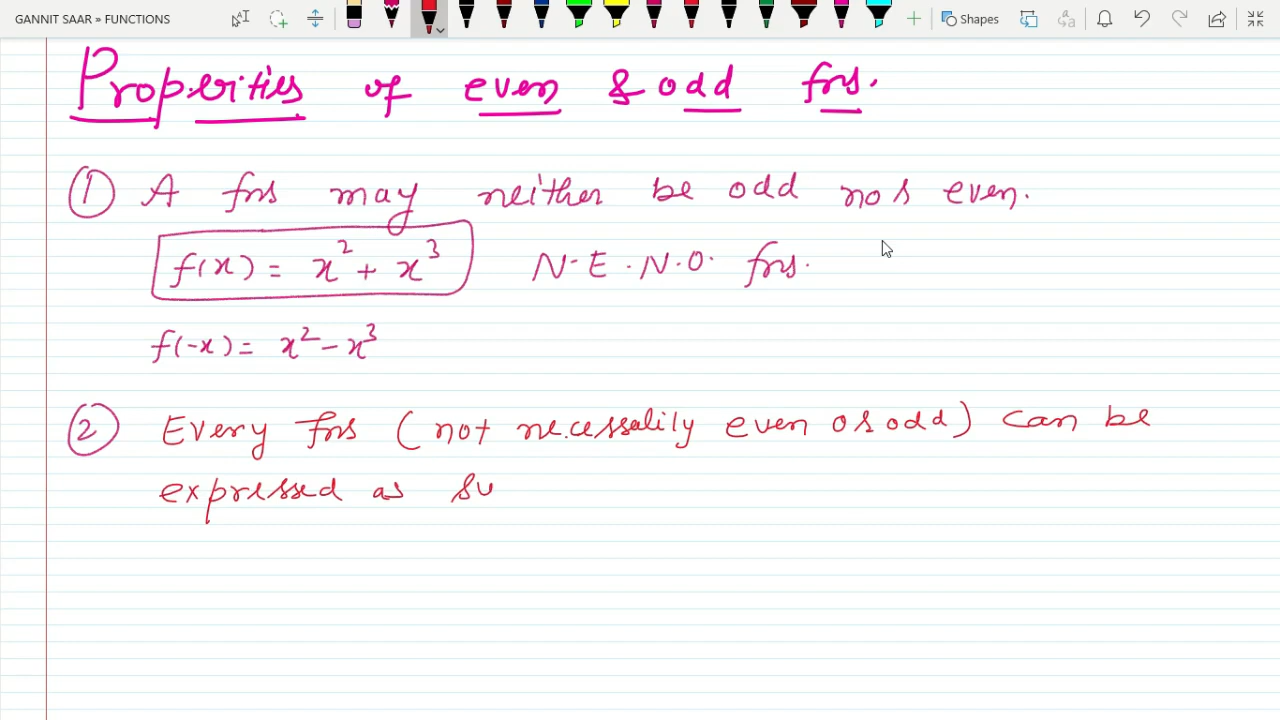 GANNIT SAAR » FUNCTIONS
Shapes
Properities of even & odd fns.
① A fns may neither be odd nor even.
f(x) = x² + x³ N.E.N.O. fns.
f(-x) = x² - x³
② Every fns (not necessarily even or odd) can be
expressed as su